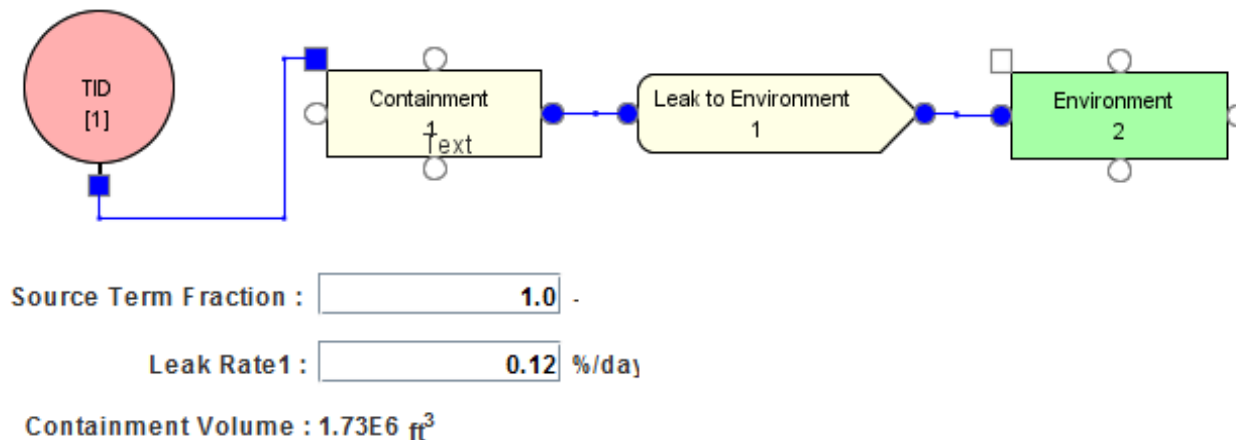 TID
[1]
Containment
1
Text
Leak to Environment
1
Environment
2
Source Term Fraction : 1.0 -
Leak Rate1 : 0.12 %/day
Containment Volume : 1.73E6 ft³